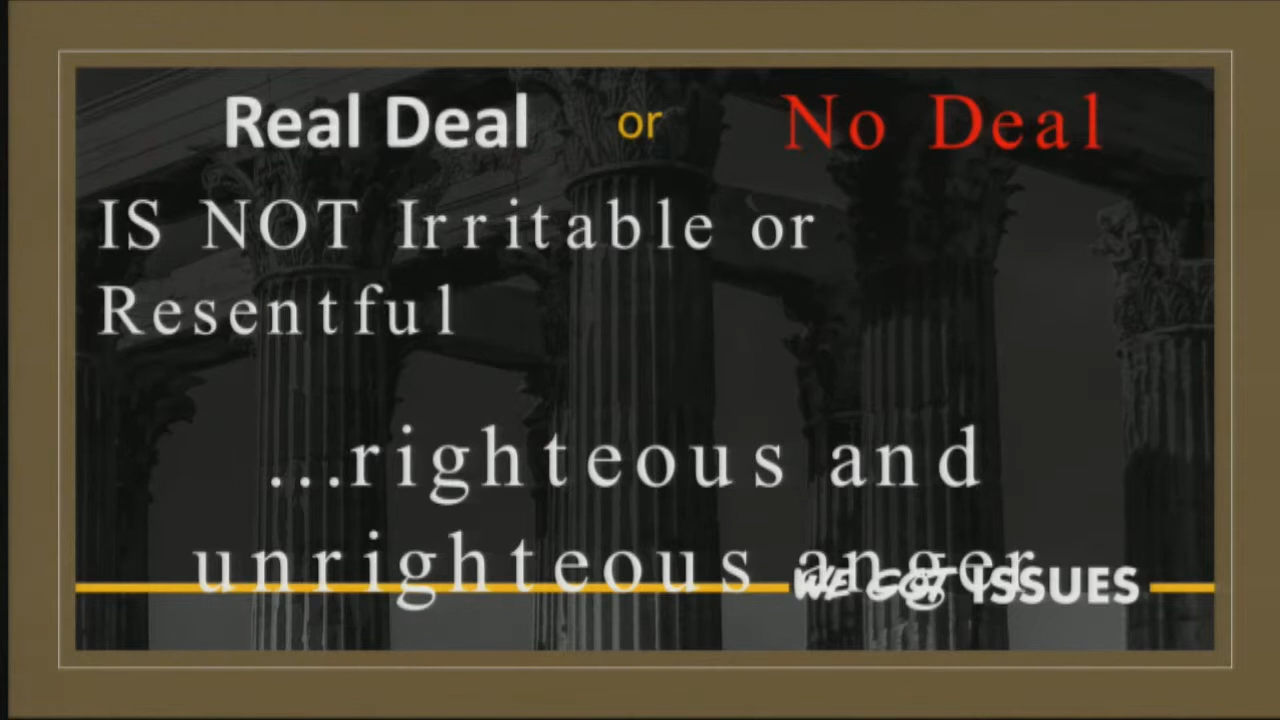 Real Deal or No Deal
IS NOT Irritable or
Resentful
...righteous and
unrighteous anger
WE GOT ISSUES